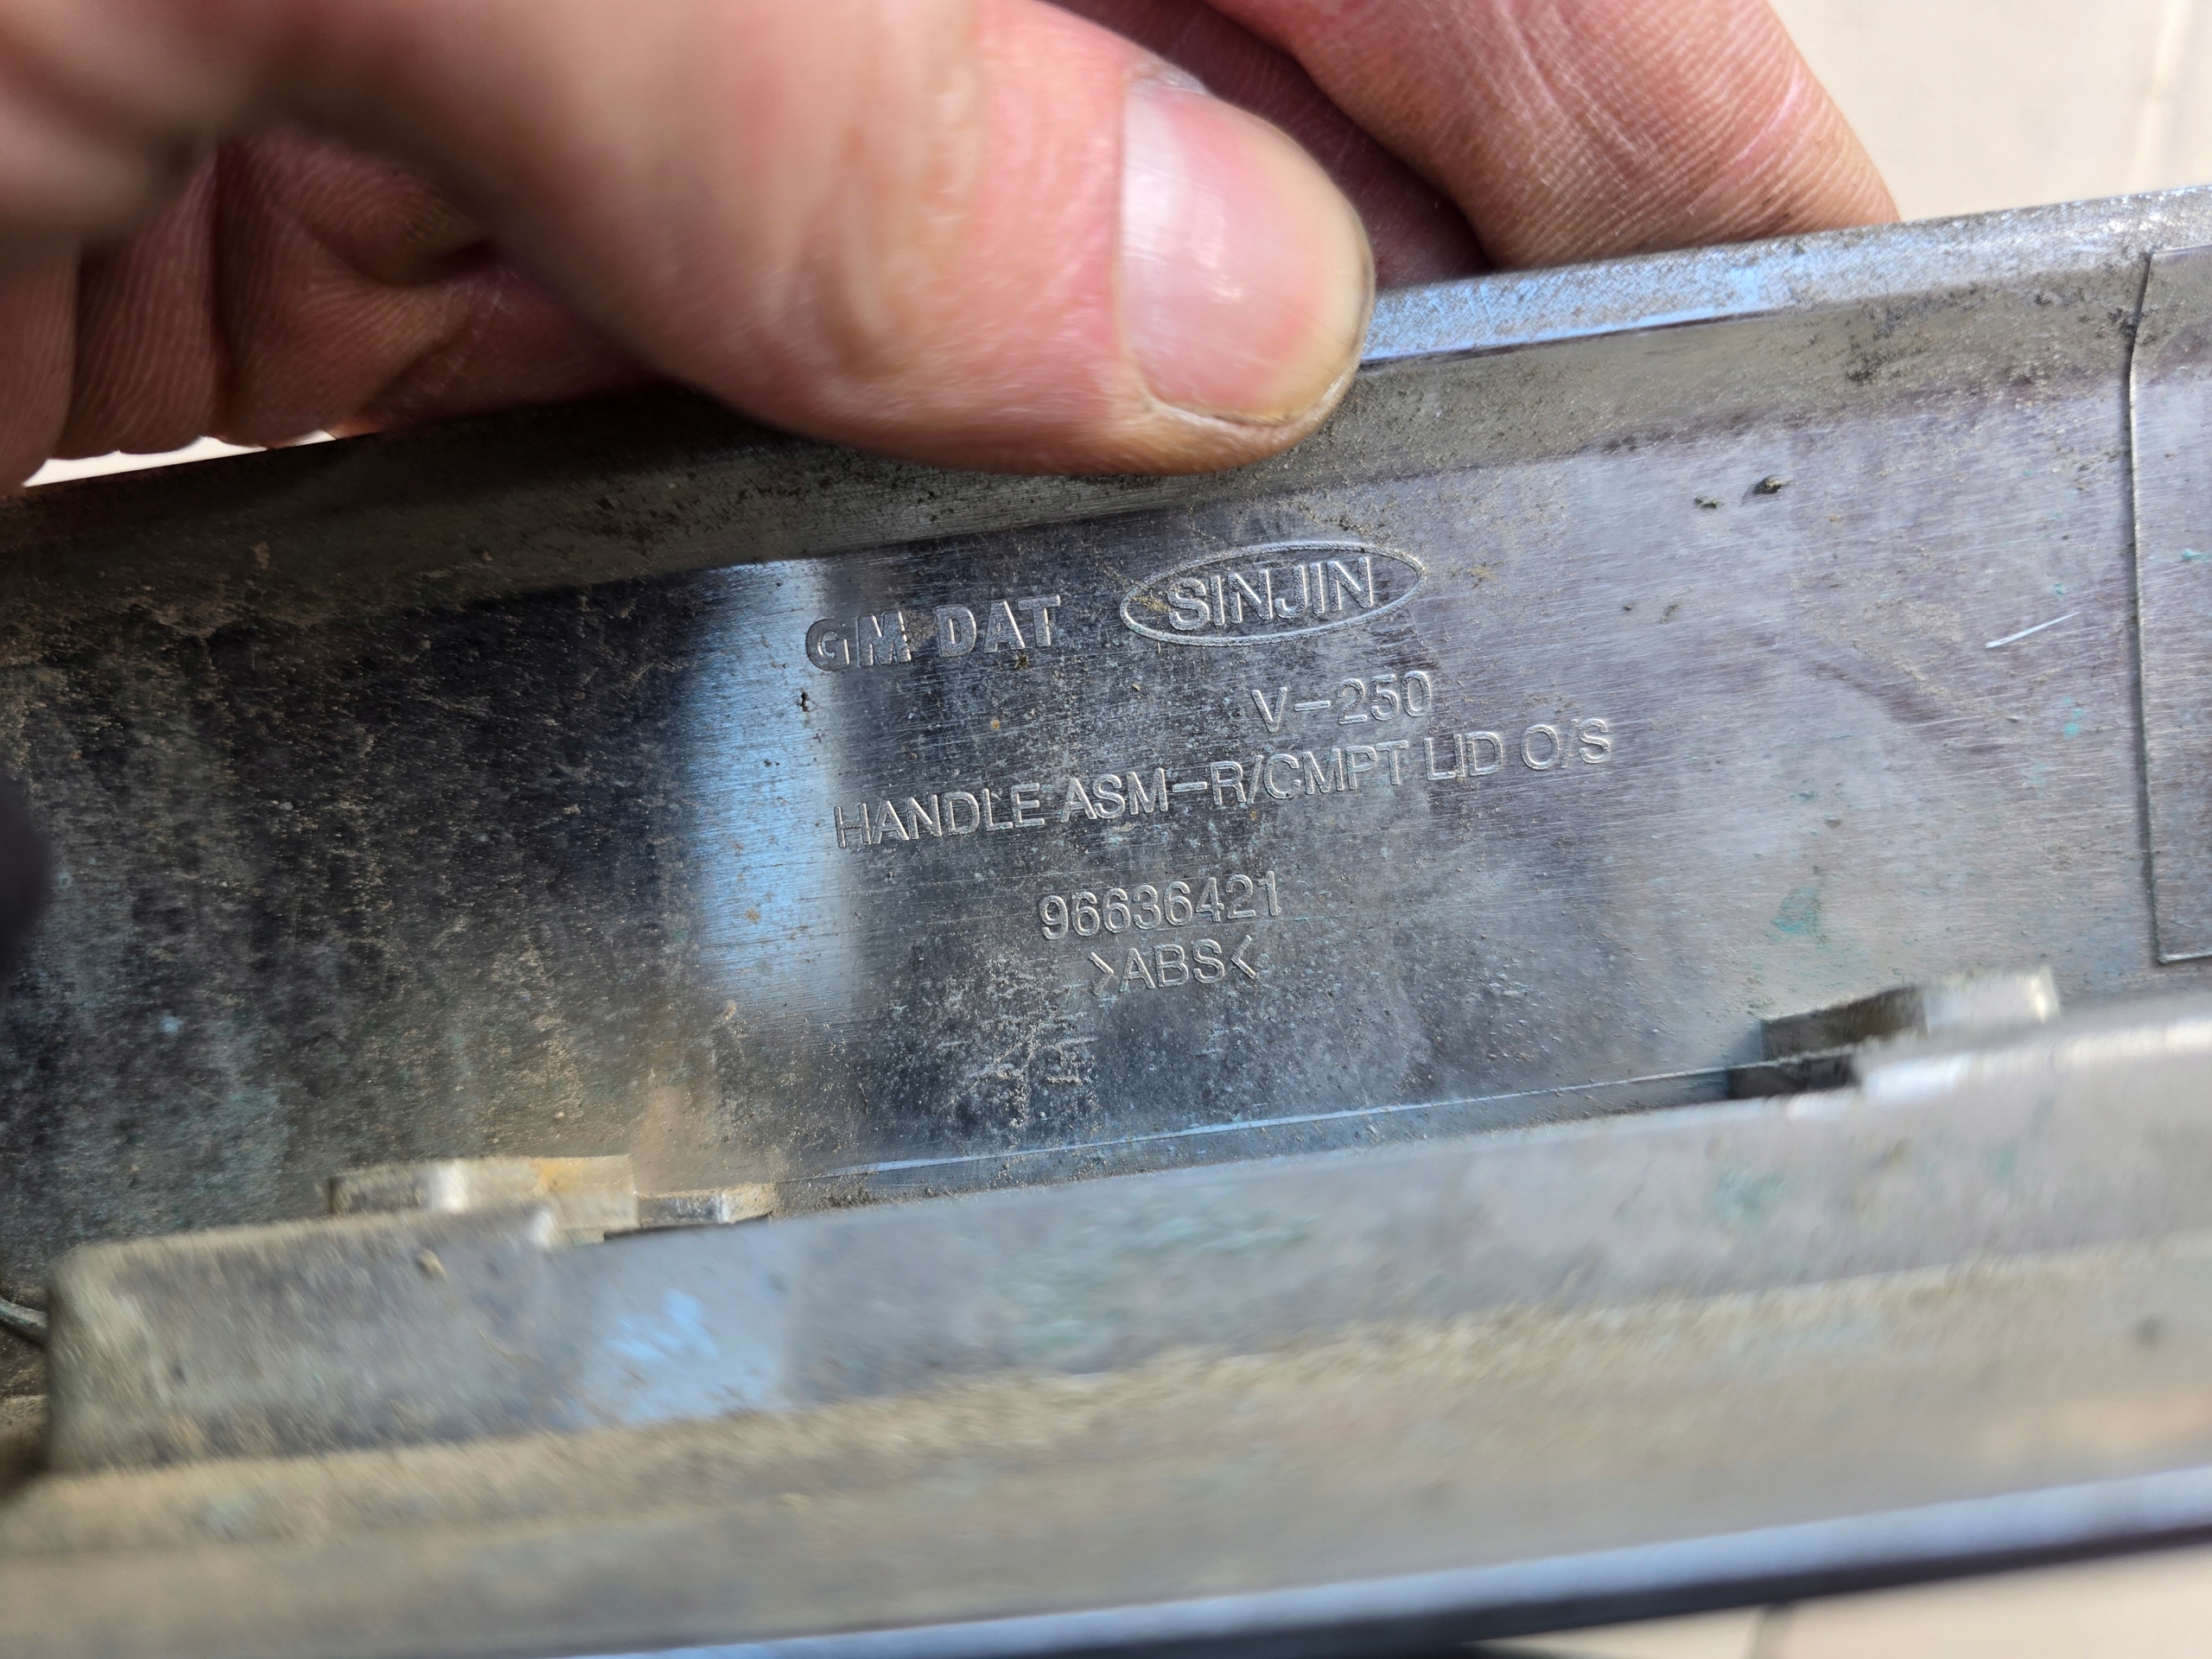 GM DAT SINJIN
V-250
HANDLE ASM-R/CMPT LID O/S
96636421
>ABS<